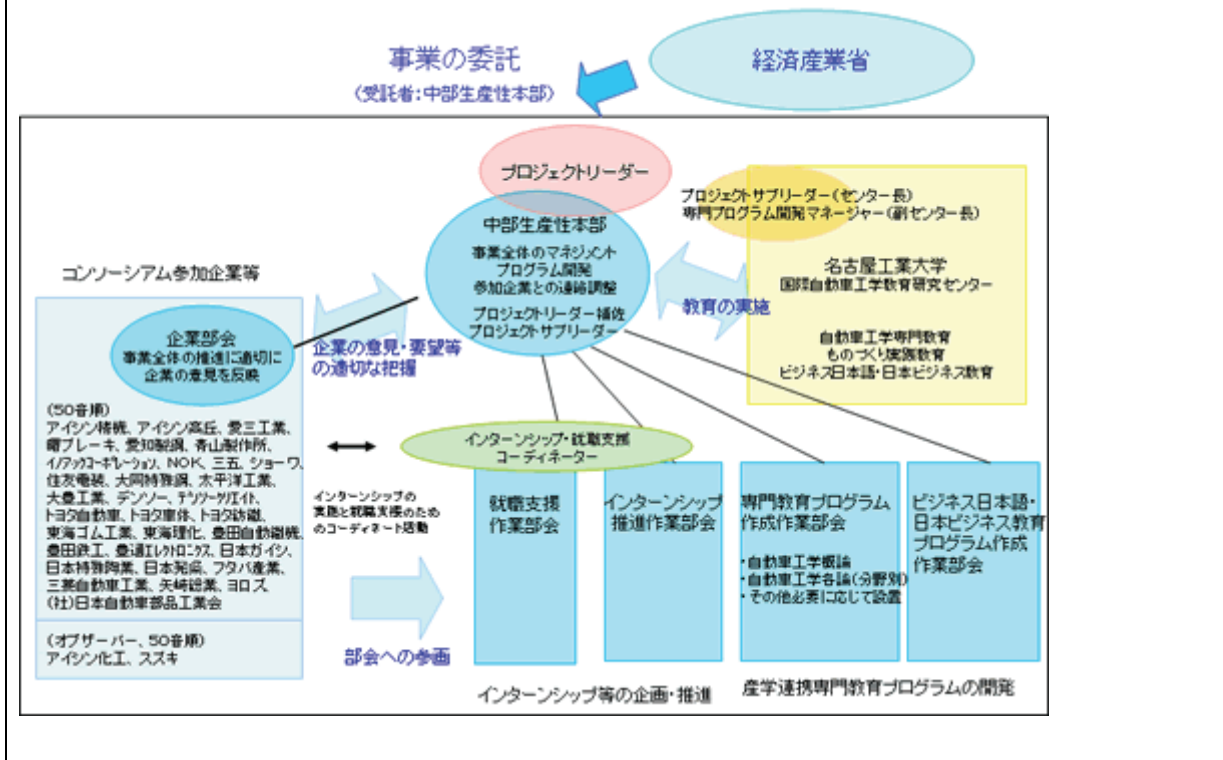 経済産業省
事業の委託
(受託者:中部生産性本部)
プロジェクトリーダー
中部生産性本部
事業全体のマネジメント
プログラム開発
参加企業との連絡調整
プロジェクトリーダー補佐
プロジェクトサブリーダー
プロジェクトサブリーダー(センター長)
専門プログラム開発マネージャー(副センター長)
名古屋工業大学
国際自動車工学教育研究センター
自動車工学専門教育
ものづくり実践教育
ビジネス日本語・日本ビジネス教育
教育の実施
コンソーシアム参加企業等
企業部会
事業全体の推進に適切に
企業の意見を反映
企業の意見・要望等
の適切な把握
(50音順)
アイシン精機、アイシン高丘、愛三工業、
曙ブレーキ、愛知製鋼、青山製作所、
イノアックコーポレーション、NOK、三五、ショーワ、
住友電装、大同特殊鋼、太平洋工業、
大豊工業、デンソー、デンソークリエイト、
トヨタ自動車、トヨタ車体、トヨタ紡織、
東海ゴム工業、東海理化、豊田自動織機、
豊田鉄工、豊通エレクトロニクス、日本ガイシ、
日本特殊陶業、日本発条、フタバ産業、
三菱自動車工業、矢崎総業、ヨロズ、
(社)日本自動車部品工業会
(オブザーバー、50音順)
アイシン化工、スズキ
インターンシップ・就職支援
コーディネーター
インターンシップの
実施と就職支援のため
のコーディネート活動
部会への参画
就職支援
作業部会
インターンシップ
推進作業部会
専門教育プログラム
作成作業部会
・自動車工学概論
・自動車工学各論(分野別)
・その他必要に応じて設置
ビジネス日本語・
日本ビジネス教育
プログラム作成
作業部会
インターンシップ等の企画・推進
産学連携専門教育プログラムの開発